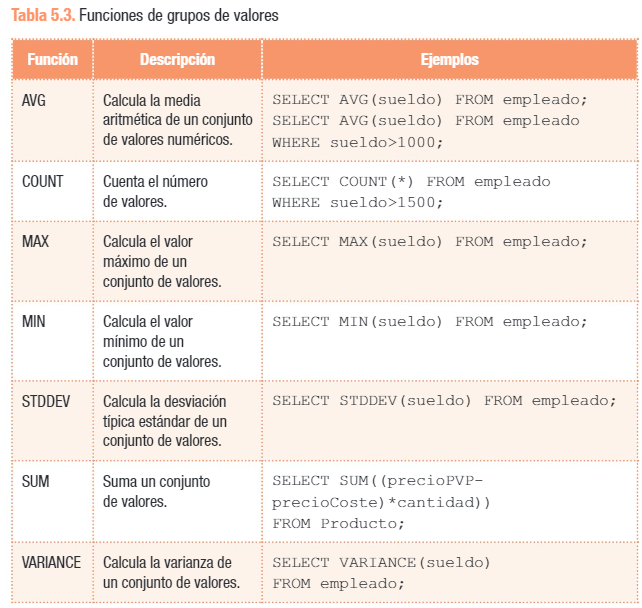 Tabla 5.3. Funciones de grupos de valores
Función Descripción Ejemplos
AVG Calcula la media SELECT AVG(sueldo) FROM empleado;
aritmética de un conjunto SELECT AVG(sueldo) FROM empleado
de valores numéricos. WHERE sueldo>1000;
COUNT Cuenta el número SELECT COUNT(*) FROM empleado
de valores. WHERE sueldo>1500;
MAX Calcula el valor SELECT MAX(sueldo) FROM empleado;
máximo de un
conjunto de valores.
MIN Calcula el valor SELECT MIN(sueldo) FROM empleado;
mínimo de un
conjunto de valores.
STDDEV Calcula la desviación SELECT STDDEV(sueldo) FROM empleado;
típica estándar de un
conjunto de valores.
SUM Suma un conjunto SELECT SUM((precioPVP-
de valores. precioCoste)*cantidad))
FROM Producto;
VARIANCE Calcula la varianza de SELECT VARIANCE(sueldo)
un conjunto de valores. FROM empleado;